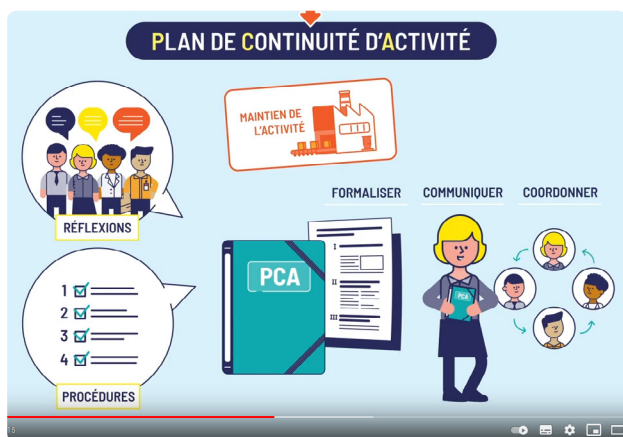 PLAN DE CONTINUITÉ D'ACTIVITÉ
MAINTIEN DE
L'ACTIVITÉ
RÉFLEXIONS
FORMALISER COMMUNIQUER COORDONNER
I
PCA
II
III
PCA
1
2
3
4
PROCÉDURES